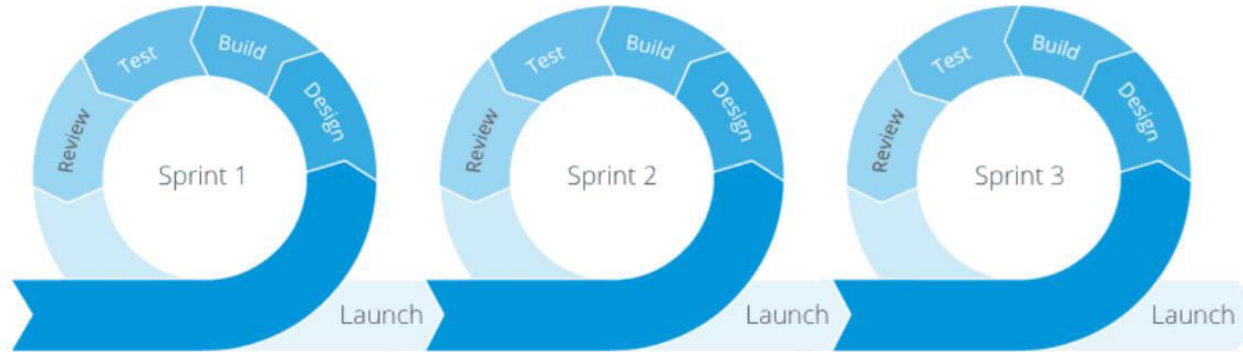 Test
Build
Design
Review
Sprint 1
Launch
Test
Build
Design
Review
Sprint 2
Launch
Test
Build
Design
Review
Sprint 3
Launch